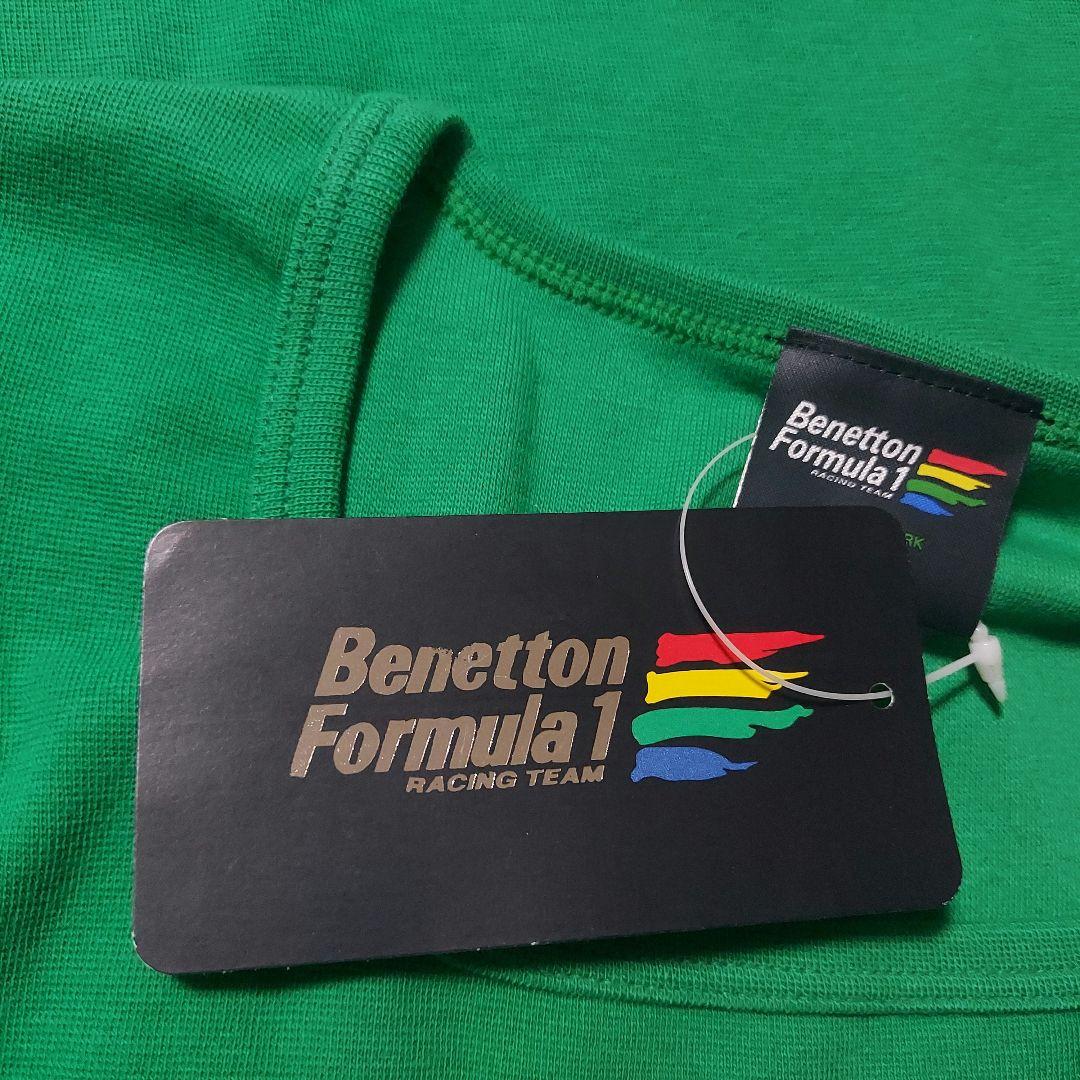 Benetton
Formula 1
RACING TEAM
Benetton
Formula 1
RACING TEAM